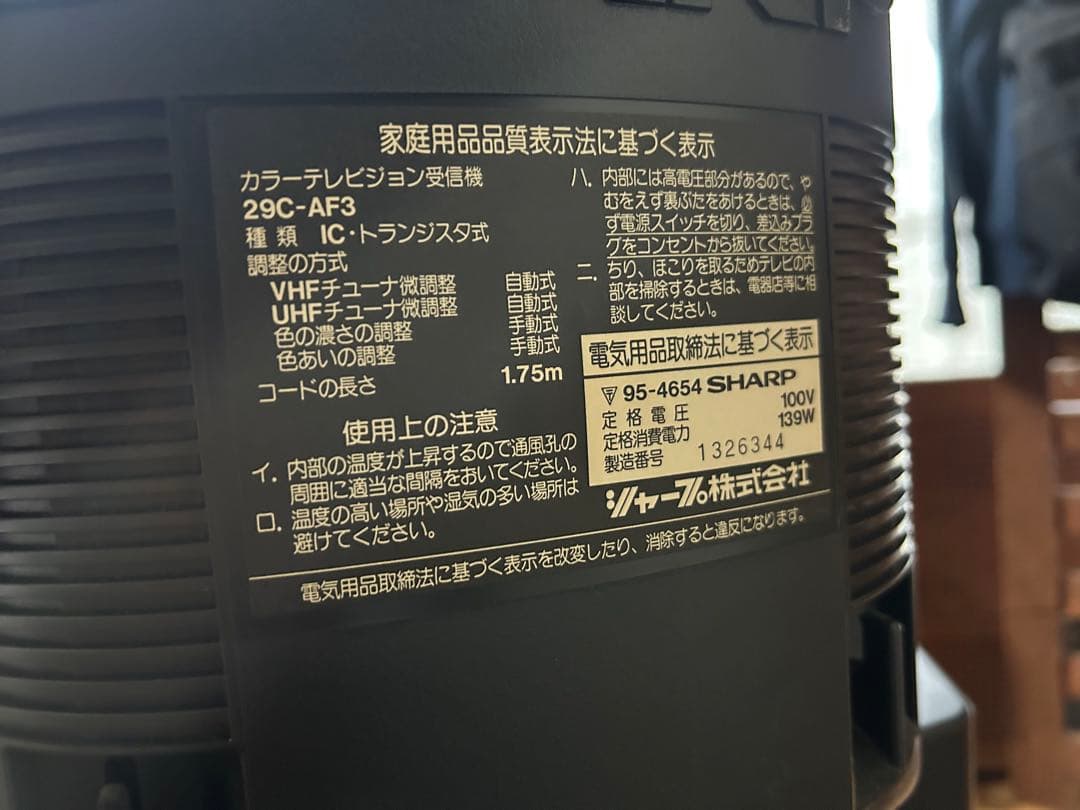 家庭用品品質表示法に基づく表示
カラーテレビジョン受信機
29C-AF3
種類 IC・トランジスタ式
調整の方式
VHFチューナ微調整 自動式
UHFチューナ微調整 自動式
色の濃さの調整 手動式
色あいの調整 手動式
コードの長さ 1.75m
使用上の注意
イ. 内部の温度が上昇するので通風孔の
周囲に適当な間隔をおいてください。
ロ. 温度の高い場所や湿気の多い場所は
避けてください。
ハ. 内部には高電圧部分があるので、や
むをえず裏ぶたをあけるときは、必
ず電源スイッチを切り、差込みプラ
グをコンセントから抜いてください。
ニ. ちり、ほこりを取るためテレビの内
部を掃除するときは、電器店等に相
談してください。
電気用品取締法に基づく表示
95-4654 SHARP
定格電圧 100V
定格消費電力 139W
製造番号 1326344
シャープ株式会社
電気用品取締法に基づく表示を改変したり、消除すると違反になります。